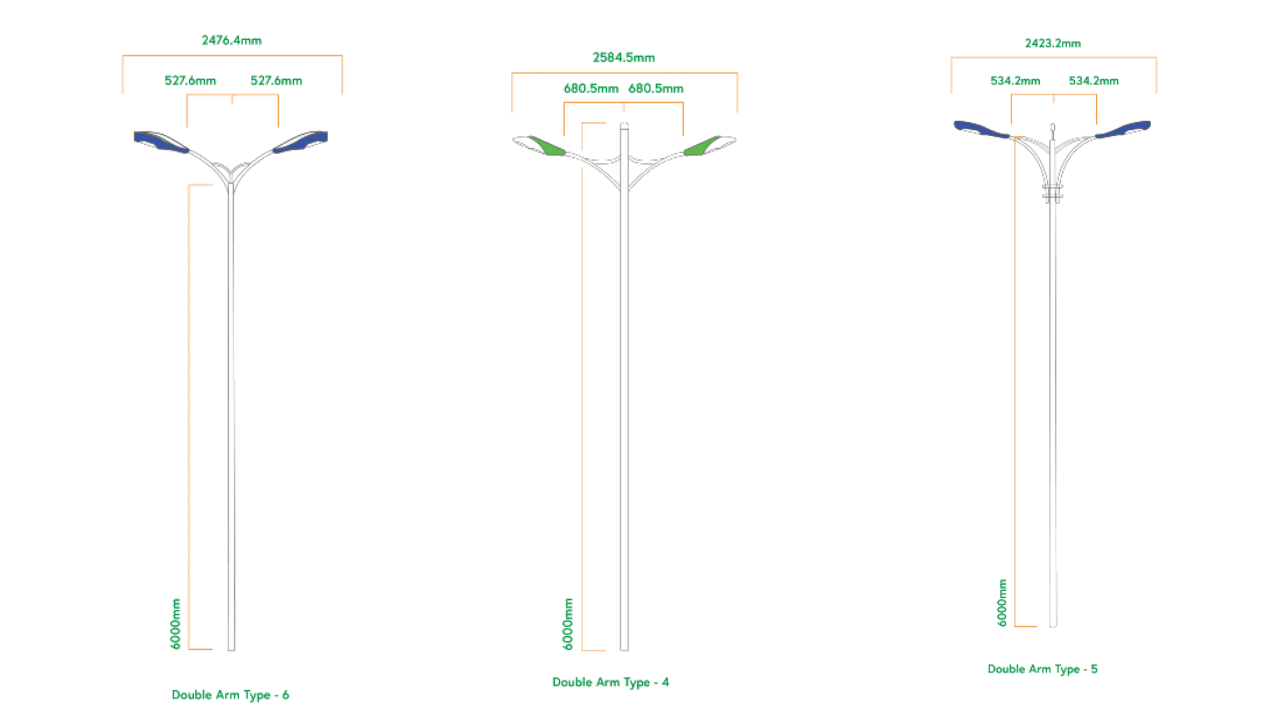 2476.4mm
527.6mm 527.6mm
6000mm
Double Arm Type - 6
2584.5mm
680.5mm 680.5mm
6000mm
Double Arm Type - 4
2423.2mm
534.2mm 534.2mm
6000mm
Double Arm Type - 5